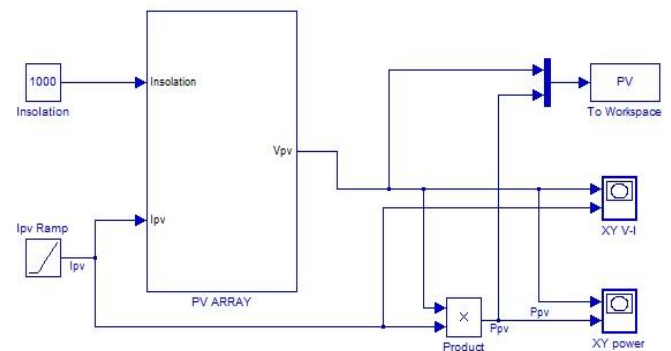 1000
Insolation
Insolation
Vpv
Ipv
PV ARRAY
PV
To Workspace
Ipv Ramp
Ipv
XY V-I
X
Product
Ppv
Ppv
XY power